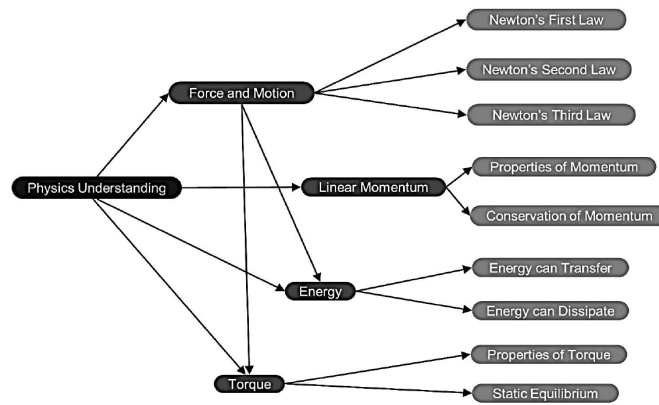 Newton's First Law
Force and Motion
Newton's Second Law
Newton's Third Law
Physics Understanding
Linear Momentum
Properties of Momentum
Conservation of Momentum
Energy
Energy can Transfer
Energy can Dissipate
Torque
Properties of Torque
Static Equilibrium